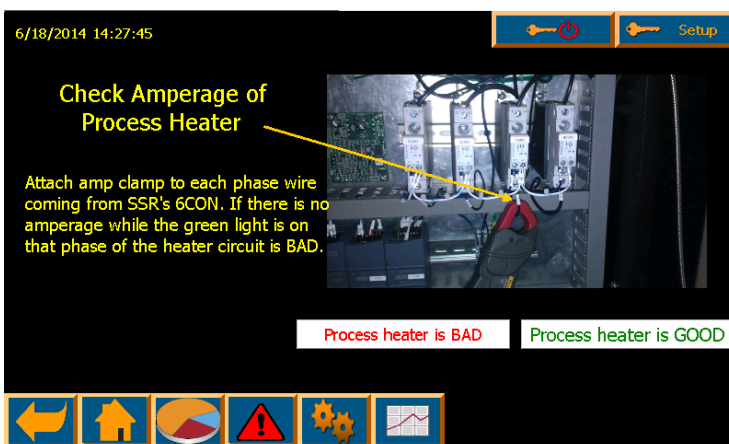 6/18/2014 14:27:45
Setup
Check Amperage of
Process Heater
Attach amp clamp to each phase wire
coming from SSR's 6CON. If there is no
amperage while the green light is on
that phase of the heater circuit is BAD.
Process heater is BAD
Process heater is GOOD